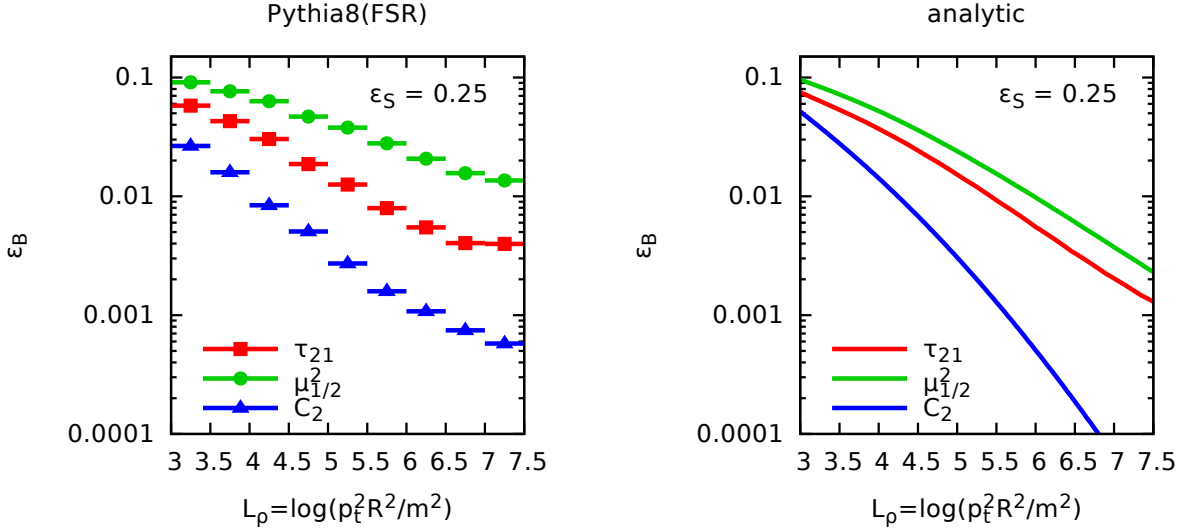 Pythia8(FSR)
ε_S = 0.25
ε_B
0.1
0.01
0.001
0.0001
τ_21
μ^2_1/2
C_2
3 3.5 4 4.5 5 5.5 6 6.5 7 7.5
L_ρ=log(p_t^2R^2/m^2)
analytic
ε_S = 0.25
ε_B
0.1
0.01
0.001
0.0001
τ_21
μ^2_1/2
C_2
3 3.5 4 4.5 5 5.5 6 6.5 7 7.5
L_ρ=log(p_t^2R^2/m^2)